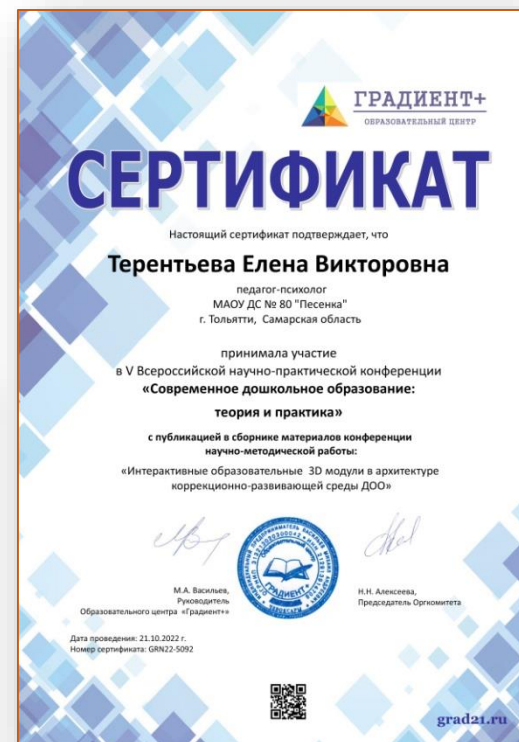 ГРАДИЕНТ+
ОБРАЗОВАТЕЛЬНЫЙ ЦЕНТР
СЕРТИФИКАТ
Настоящий сертификат подтверждает, что
Терентьева Елена Викторовна
педагог-психолог
МАОУ ДС № 80 "Песенка"
г. Тольятти, Самарская область
принимала участие
в V Всероссийской научно-практической конференции
«Современное дошкольное образование:
теория и практика»
с публикацией в сборнике материалов конференции
научно-методической работы:
«Интерактивные образовательные 3D модули в архитектуре
коррекционно-развивающей среды ДОО»
М.А. Васильев,
Руководитель
Образовательного центра «Градиент+»
ГРАДИЕНТ+
Н.Н. Алексеева,
Председатель Оргкомитета
Дата проведения: 21.10.2022 г.
Номер сертификата: GRN22-5092
grad21.ru